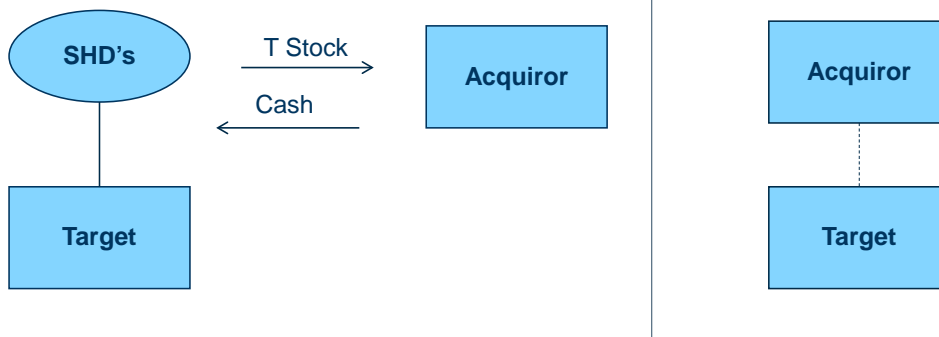 SHD's
T Stock
Acquiror
Cash
Target
Acquiror
Target